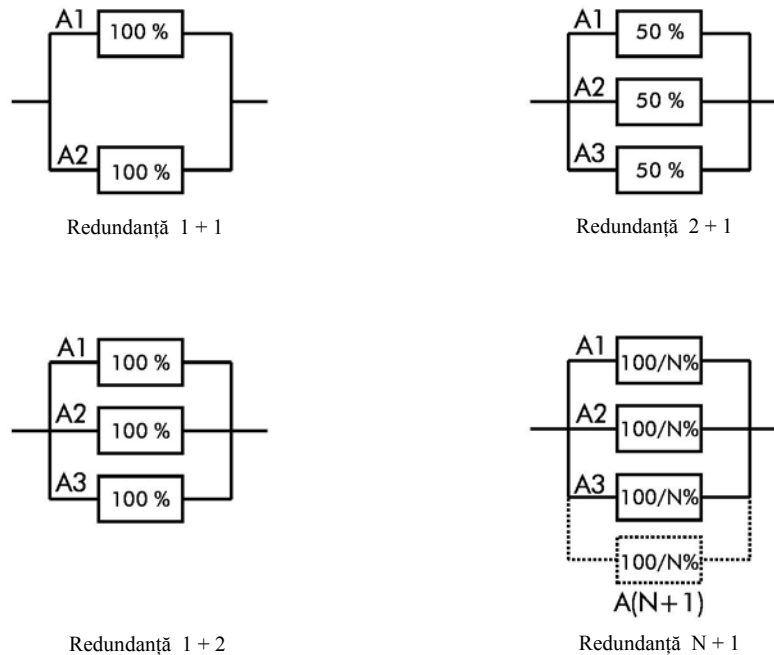 A1
100 %
A2
100 %
Redundanță 1 + 1
A1
50 %
A2
50 %
A3
50 %
Redundanță 2 + 1
A1
100 %
A2
100 %
A3
100 %
Redundanță 1 + 2
A1
100/N%
A2
100/N%
A3
100/N%
100/N%
A(N+1)
Redundanță N + 1